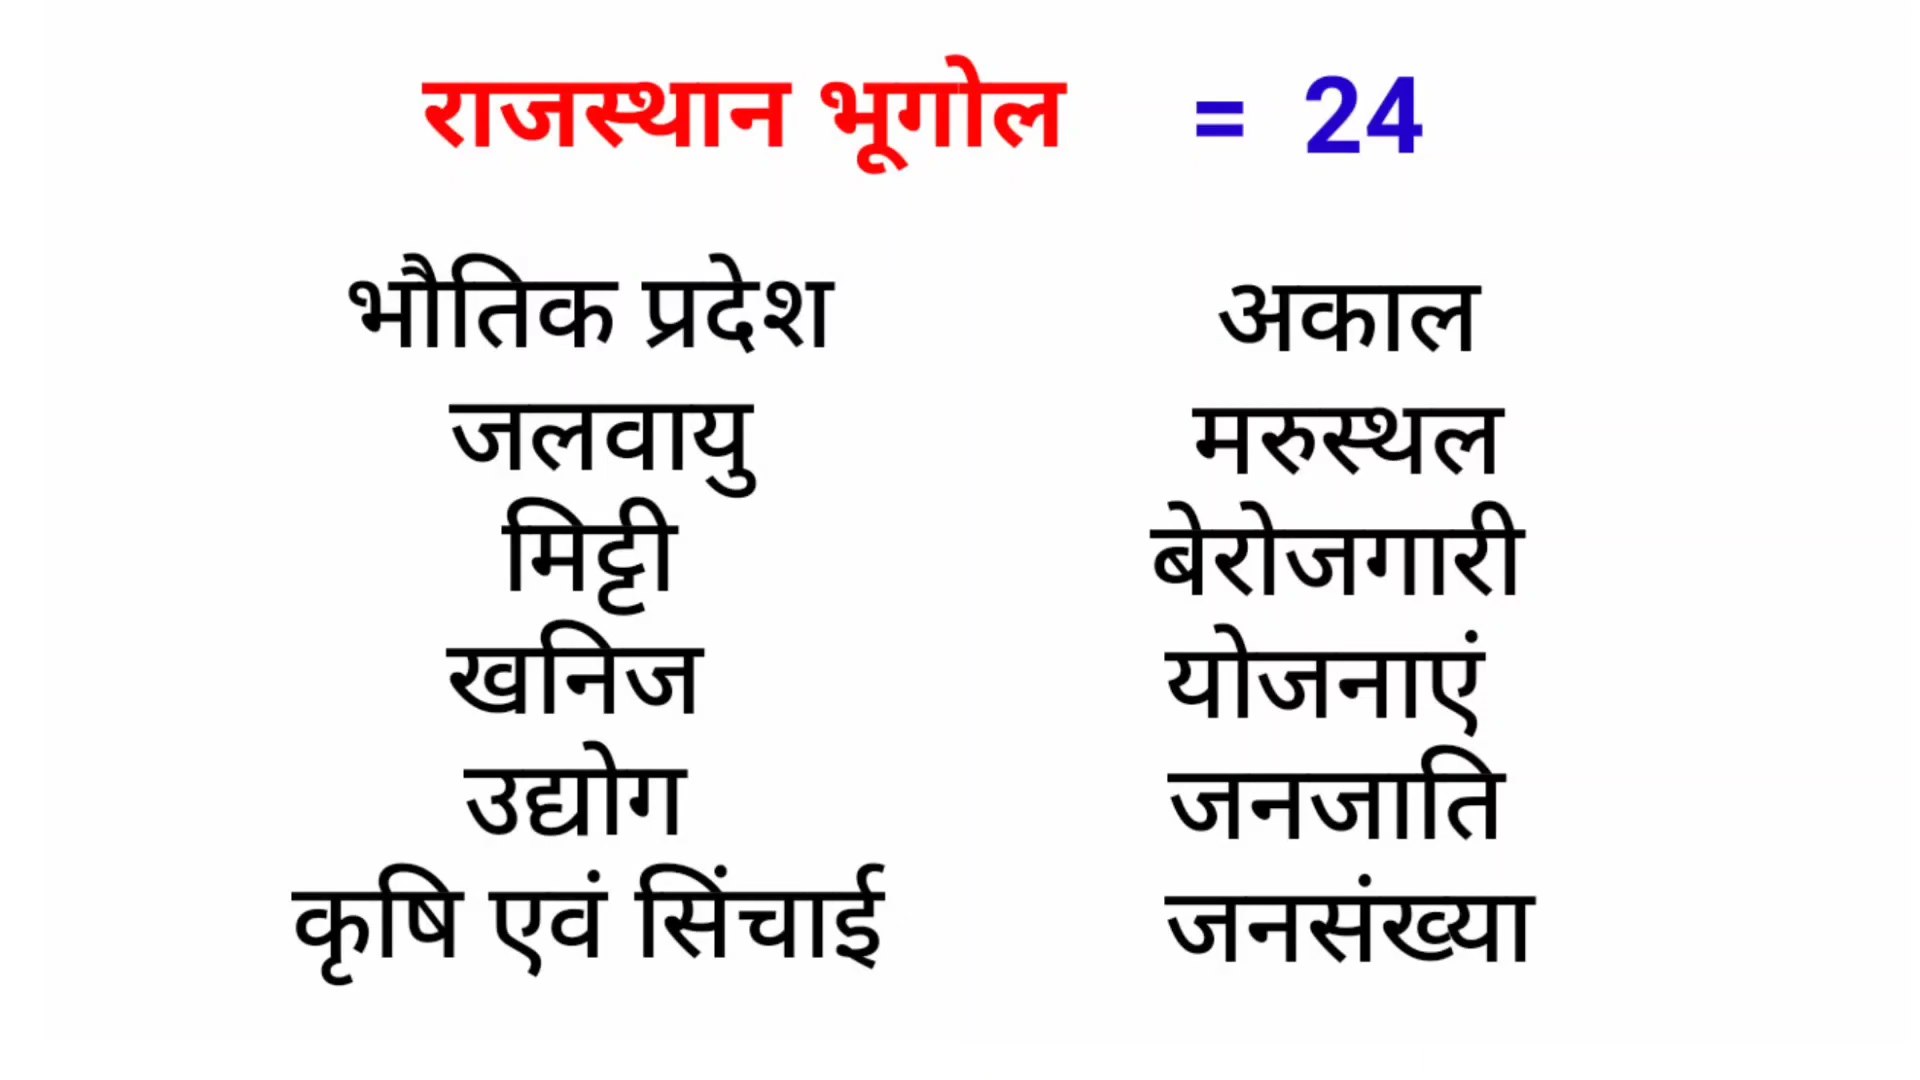 राजस्थान भूगोल = 24
भौतिक प्रदेश
जलवायु
मिट्टी
खनिज
उद्योग
कृषि एवं सिंचाई
अकाल
मरुस्थल
बेरोजगारी
योजनाएं
जनजाति
जनसंख्या